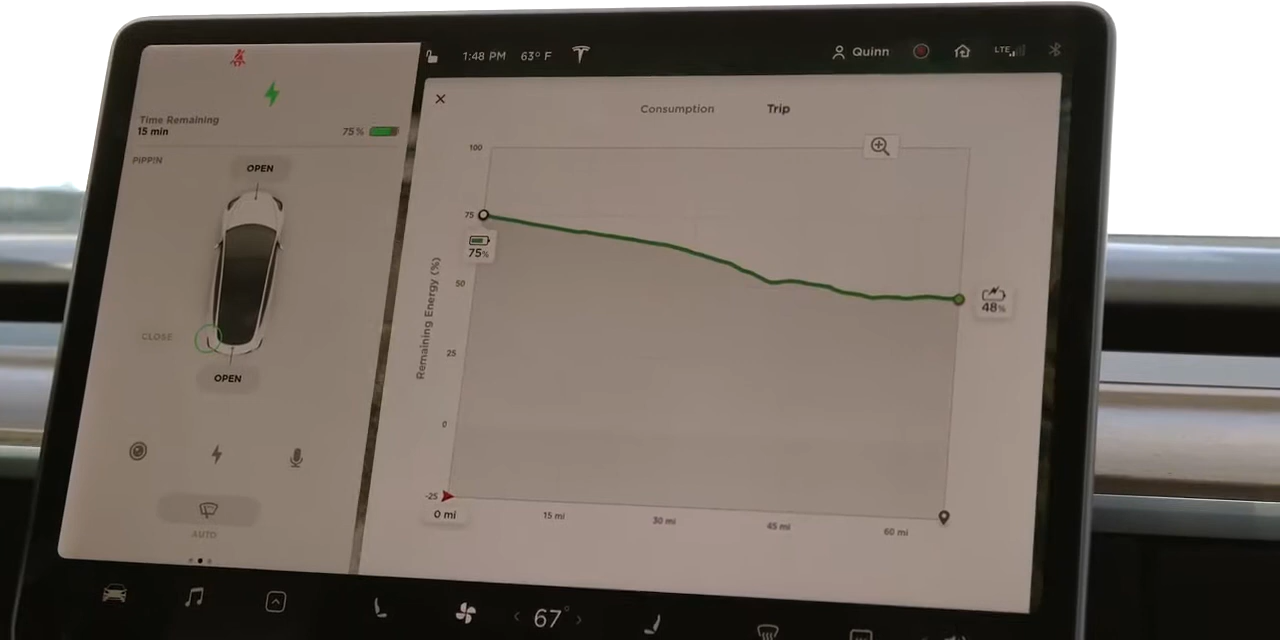 1:48 PM 63° F Quinn LTE
Time Remaining
15 min 75%
PIPPIN
OPEN
CLOSE
OPEN
AUTO
Consumption Trip
Remaining Energy (%)
100
75
50
25
0
-25
75%
48%
0 mi 15 mi 30 mi 45 mi 60 mi
< 67° >